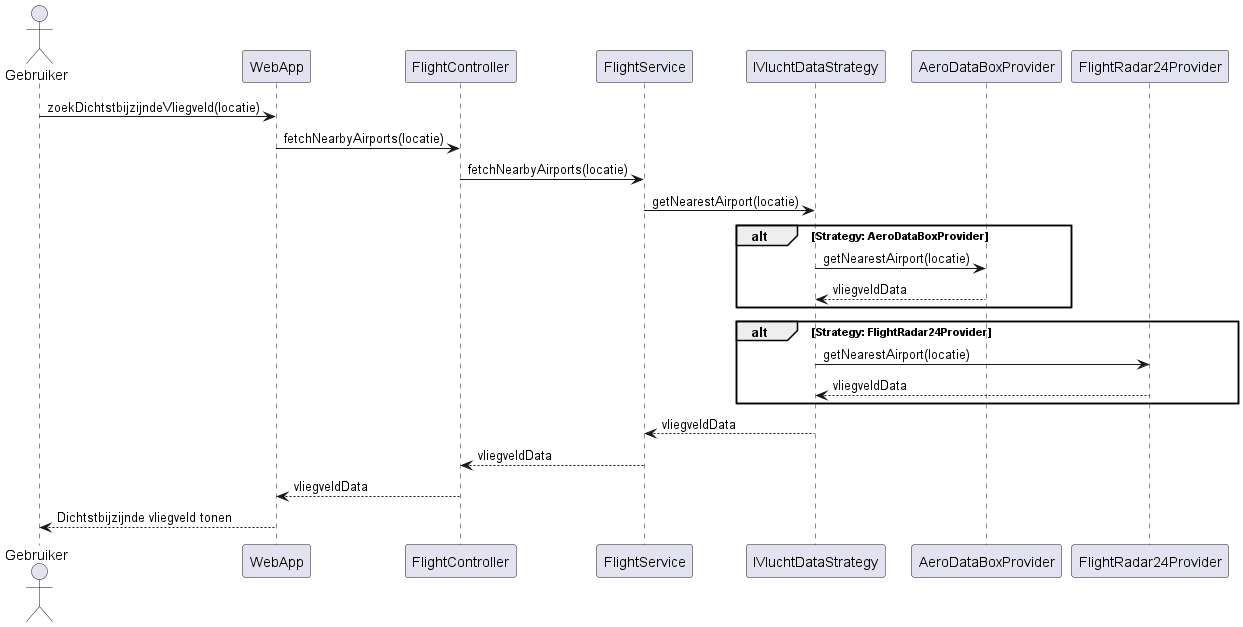 Gebruiker
WebApp
FlightController
FlightService
IVluchtDataStrategy
AeroDataBoxProvider
FlightRadar24Provider
zoekDichtstbijzijndeVliegveld(locatie)
fetchNearbyAirports(locatie)
fetchNearbyAirports(locatie)
getNearestAirport(locatie)
alt [Strategy: AeroDataBoxProvider]
getNearestAirport(locatie)
vliegveldData
alt [Strategy: FlightRadar24Provider]
getNearestAirport(locatie)
vliegveldData
vliegveldData
vliegveldData
vliegveldData
Dichtstbijzijnde vliegveld tonen
Gebruiker
WebApp
FlightController
FlightService
IVluchtDataStrategy
AeroDataBoxProvider
FlightRadar24Provider